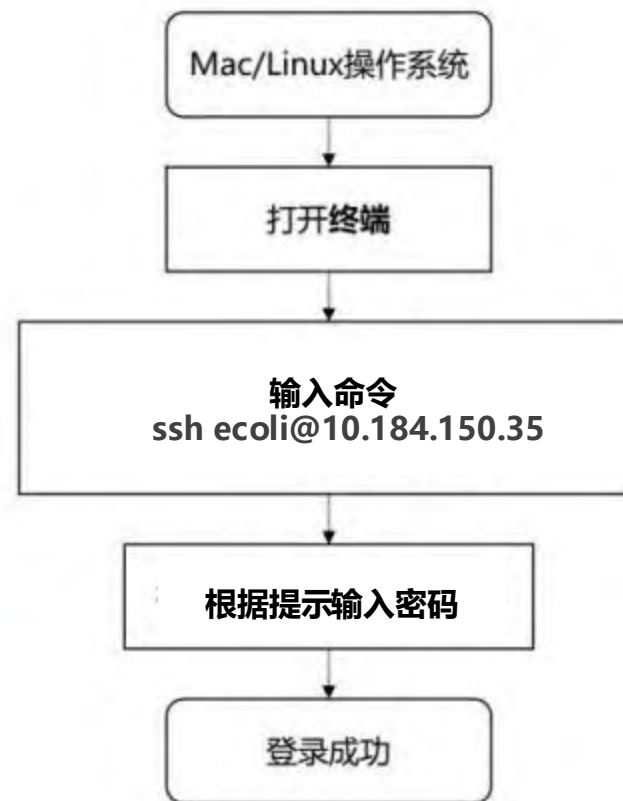 Mac/Linux操作系统
打开终端
输入命令
ssh ecoli@10.184.150.35
根据提示输入密码
登录成功